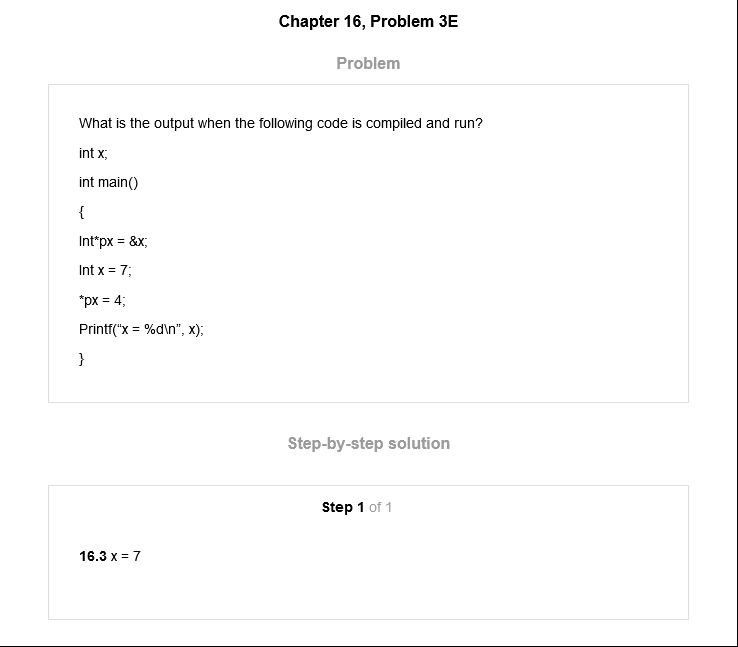 Chapter 16, Problem 3E
Problem
What is the output when the following code is compiled and run?
int x;
int main()
{
Int*px = &x;
Int x = 7;
*px = 4;
Printf(“x = %d\n”, x);
}
Step-by-step solution
Step 1 of 1
16.3 x = 7